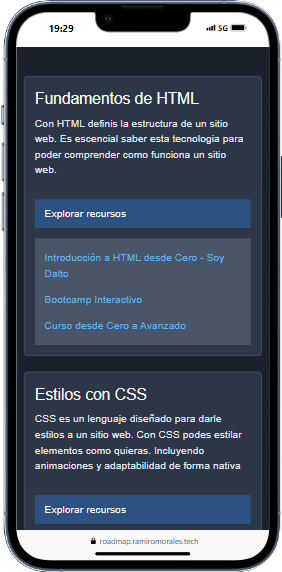 19:29
5G
Fundamentos de HTML
Con HTML definis la estructura de un sitio
web. Es escencial saber esta tecnologia para
poder comprender como funciona un sitio
web.
Explorar recursos
Introducción a HTML desde Cero - Soy
Dalto
Bootcamp Interactivo
Curso desde Cero a Avanzado
Estilos con CSS
CSS es un lenguaje diseñado para darle
estilos a un sitio web. Con CSS podes estilar
elementos como quieras. Incluyendo
animaciones y adaptabilidad de forma nativa
Explorar recursos
roadmap.ramiromorales.tech